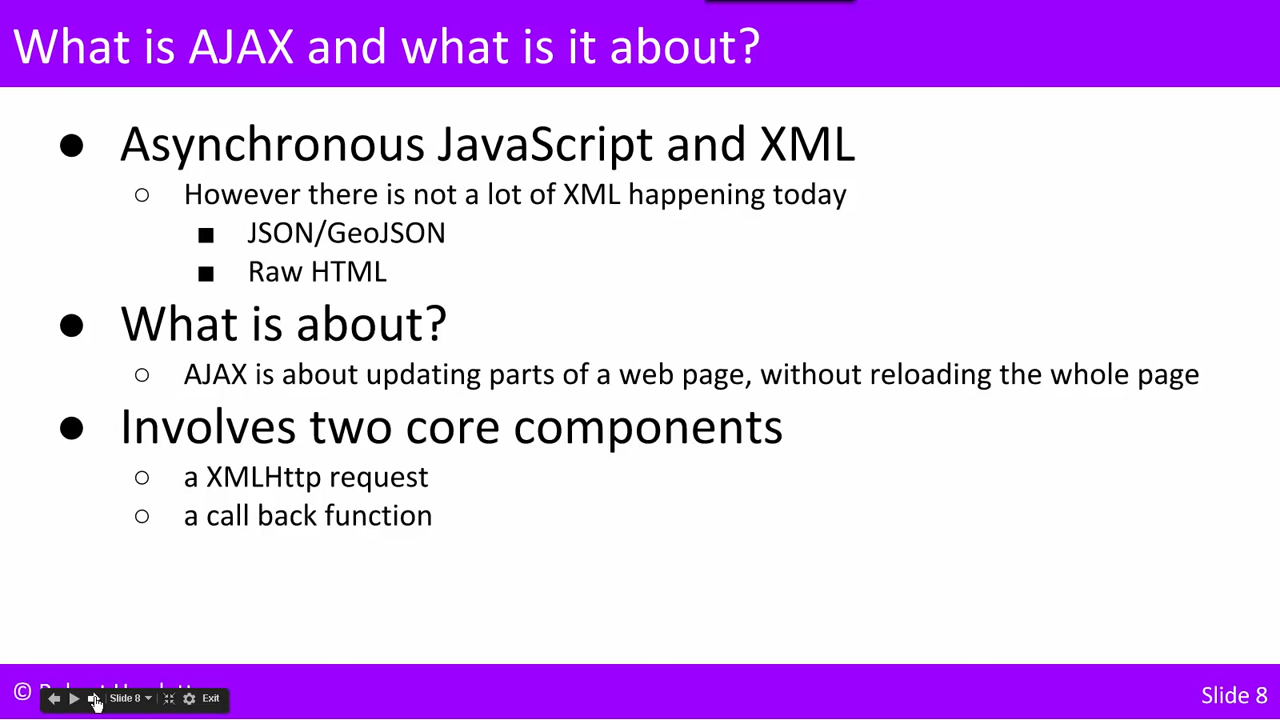 What is AJAX and what is it about?
● Asynchronous JavaScript and XML
○ However there is not a lot of XML happening today
■ JSON/GeoJSON
■ Raw HTML
● What is about?
○ AJAX is about updating parts of a web page, without reloading the whole page
● Involves two core components
○ a XMLHttp request
○ a call back function
©
Slide 8 Exit
Slide 8